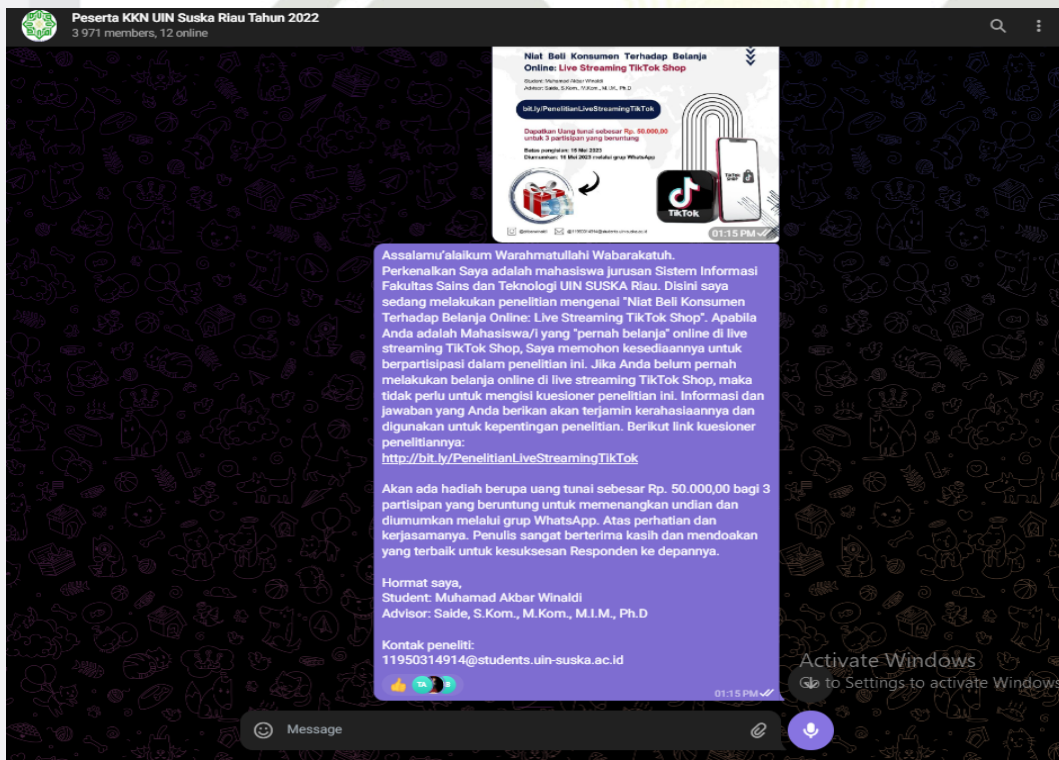 Peserta KKN UIN Suska Riau Tahun 2022
3 971 members, 12 online
Niat Beli Konsumen Terhadap Belanja
Online: Live Streaming TikTok Shop
Student: Muhamad Akbar Winaldi
Advisor: Saide, S.Kom., M.Kom., M.I.M., Ph.D
bit.ly/PenelitianLiveStreamingTikTok
Dapatkan Uang tunai sebesar Rp. 50.000,00
untuk 3 partisipan yang beruntung
Batas pengisian: 15 Mei 2023
Diumumkan: 16 Mei 2023 melalui grup WhatsApp
TikTok
01:15 PM
Assalamu'alaikum Warahmatullahi Wabarakatuh.
Perkenalkan Saya adalah mahasiswa jurusan Sistem Informasi
Fakultas Sains dan Teknologi UIN SUSKA Riau. Disini saya
sedang melakukan penelitian mengenai "Niat Beli Konsumen
Terhadap Belanja Online: Live Streaming TikTok Shop". Apabila
Anda adalah Mahasiswa/i yang "pernah belanja" online di live
streaming TikTok Shop, Saya memohon kesediaannya untuk
berpartisipasi dalam penelitian ini. Jika Anda belum pernah
melakukan belanja online di live streaming TikTok Shop, maka
tidak perlu untuk mengisi kuesioner penelitian ini. Informasi dan
jawaban yang Anda berikan akan terjamin kerahasiaannya dan
digunakan untuk kepentingan penelitian. Berikut link kuesioner
penelitiannya:
http://bit.ly/PenelitianLiveStreamingTikTok
Akan ada hadiah berupa uang tunai sebesar Rp. 50.000,00 bagi 3
partisipan yang beruntung untuk memenangkan undian dan
diumumkan melalui grup WhatsApp. Atas perhatian dan
kerjasamanya. Penulis sangat berterima kasih dan mendoakan
yang terbaik untuk kesuksesan Responden ke depannya.
Hormat saya,
Student: Muhamad Akbar Winaldi
Advisor: Saide, S.Kom., M.Kom., M.I.M., Ph.D
Kontak peneliti:
11950314914@students.uin-suska.ac.id
TA
01:15 PM
Activate Windows
Go to Settings to activate Windows
Message